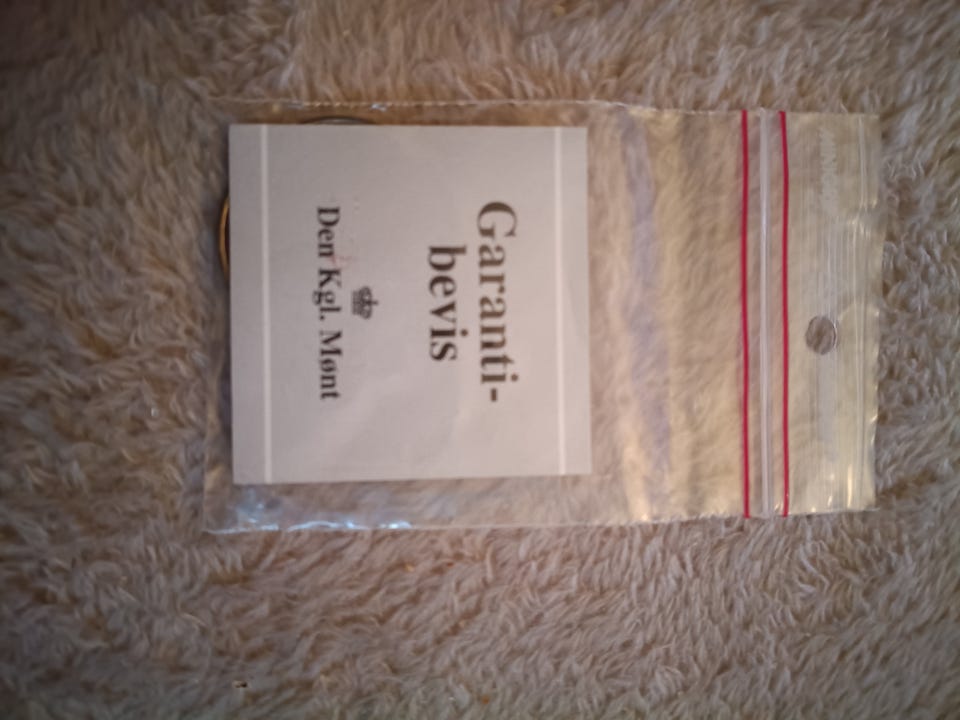 Garanti-
bevis
Den Kgl. Mønt